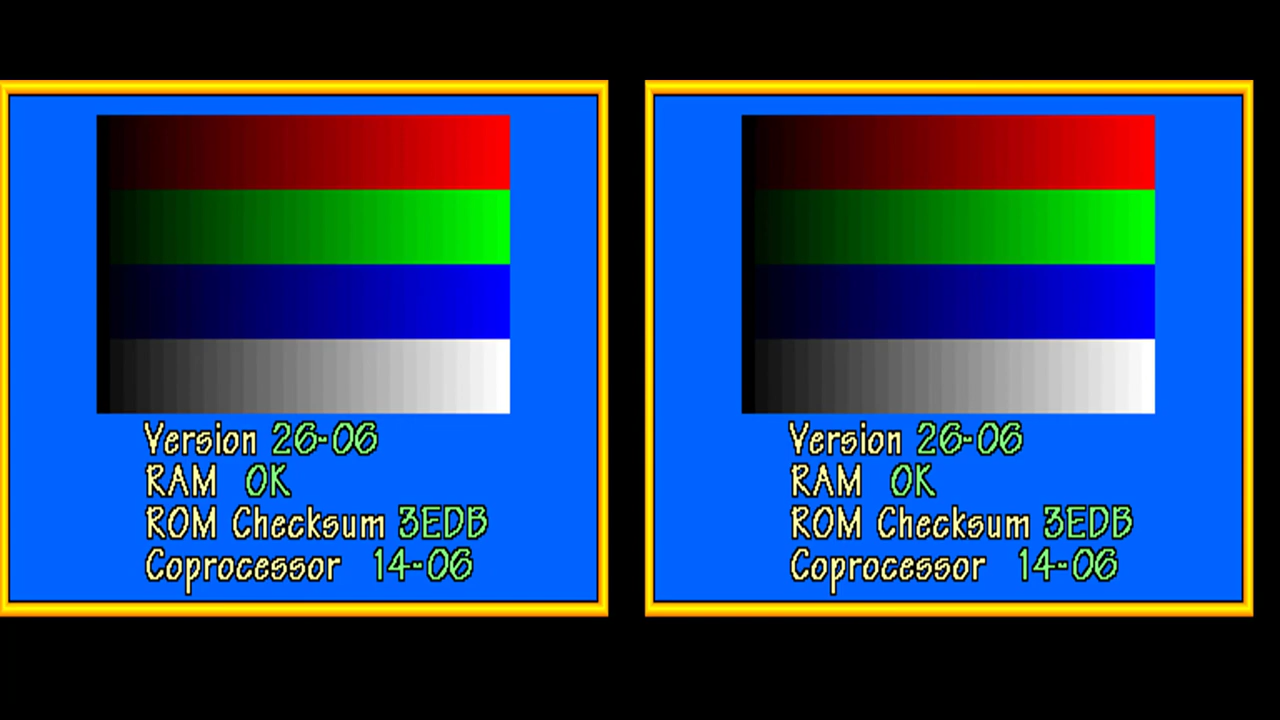 Version 26-06
RAM OK
ROM Checksum 3EDB
Coprocessor 14-06
Version 26-06
RAM OK
ROM Checksum 3EDB
Coprocessor 14-06